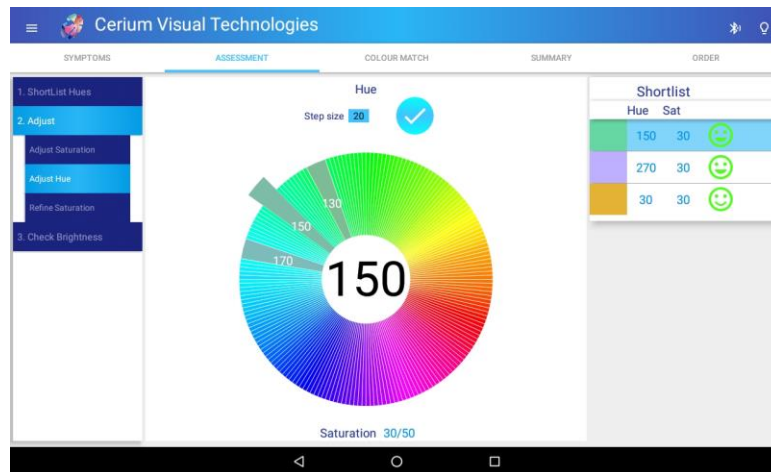 Cerium Visual Technologies
SYMPTOMS ASSESSMENT COLOUR MATCH SUMMARY ORDER
1. ShortList Hues
2. Adjust
Adjust Saturation
Adjust Hue
Refine Saturation
3. Check Brightness
Hue
Step size 20
130
150
170
150
Saturation 30/50
Shortlist
Hue Sat
150 30
270 30
30 30